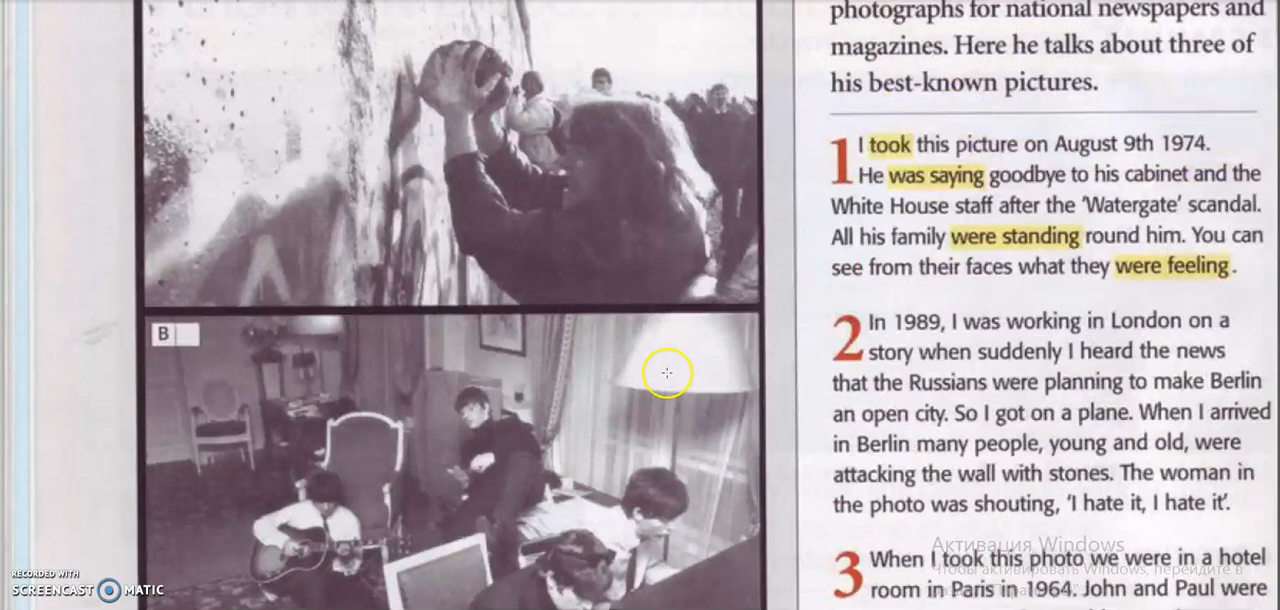 photographs for national newspapers and
magazines. Here he talks about three of
his best-known pictures.
1 I took this picture on August 9th 1974.
He was saying goodbye to his cabinet and the
White House staff after the 'Watergate' scandal.
All his family were standing round him. You can
see from their faces what they were feeling.
2 In 1989, I was working in London on a
story when suddenly I heard the news
that the Russians were planning to make Berlin
an open city. So I got on a plane. When I arrived
in Berlin many people, young and old, were
attacking the wall with stones. The woman in
the photo was shouting, 'I hate it, I hate it'.
3 When I took this photo we were in a hotel
room in Paris in 1964. John and Paul were
B
Активация Windows
Чтобы активировать Windows, перейдите в
RECORDED WITH
SCREENCAST MATIC